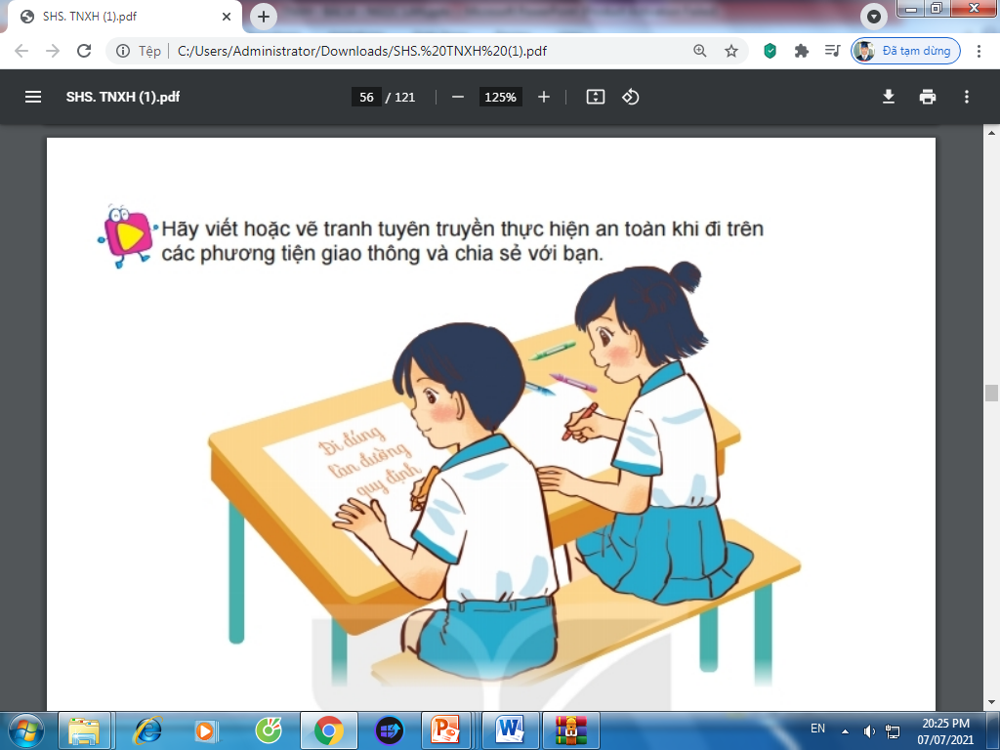 SHS. TNXH (1).pdf
Tệp
C:/Users/Administrator/Downloads/SHS.%20TNXH%20(1).pdf
Đã tạm dừng
SHS. TNXH (1).pdf
56 / 121
125%
Hãy viết hoặc vẽ tranh tuyên truyền thực hiện an toàn khi đi trên
các phương tiện giao thông và chia sẻ với bạn.
Đi đúng
làn đường
quy định
EN
20:25 PM
07/07/2021